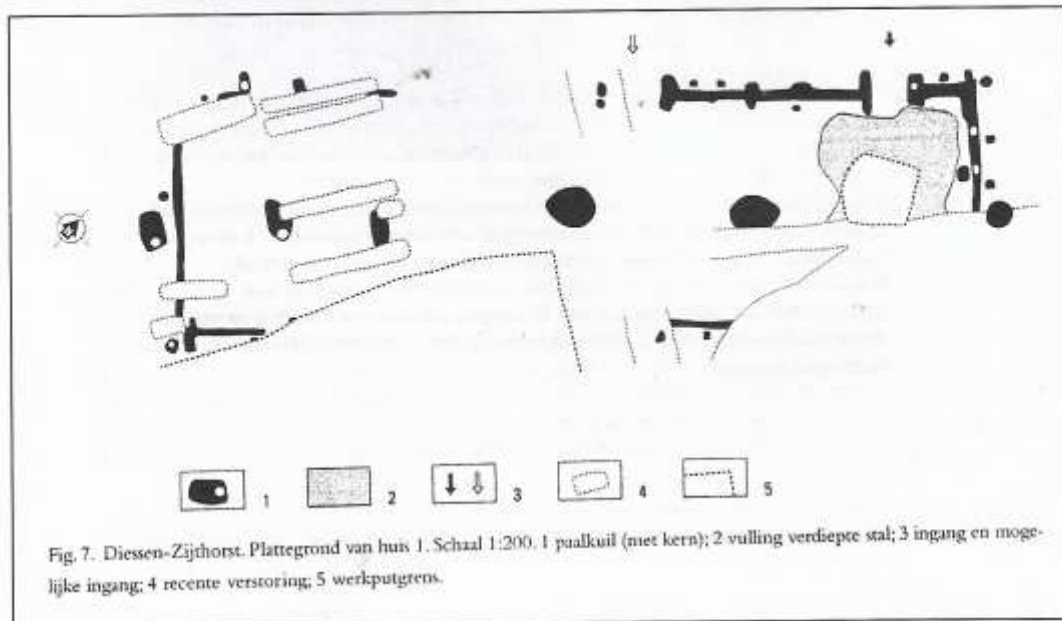 1
2
3
4
5
Fig. 7. Diessen-Zijthorst. Plattegrond van huis 1. Schaal 1:200. 1 paalkuil (met kern); 2 vulling verdiepte stal; 3 ingang en moge-
lijke ingang; 4 recente verstoring; 5 werkputgrens.